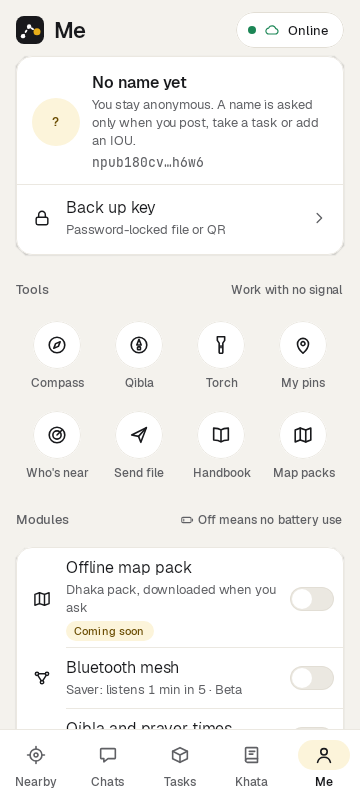 Me
Online
No name yet
?
You stay anonymous. A name is asked
only when you post, take a task or add
an IOU.
npub180cv…h6w6
Back up key
Password-locked file or QR
Tools
Work with no signal
Compass
Qibla
Torch
My pins
Who's near
Send file
Handbook
Map packs
Modules
Off means no battery use
Offline map pack
Dhaka pack, downloaded when you
ask
Coming soon
Bluetooth mesh
Saver: listens 1 min in 5 · Beta
Qibla and prayer times
Nearby
Chats
Tasks
Khata
Me